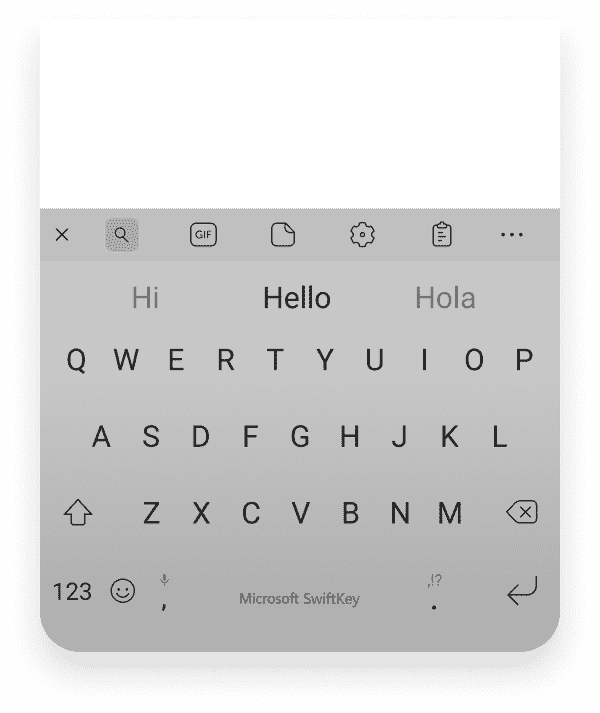 GIF
Hi Hello Hola
Q W E R T Y U I O P
A S D F G H J K L
Z X C V B N M
,!?
123 , Microsoft SwiftKey .